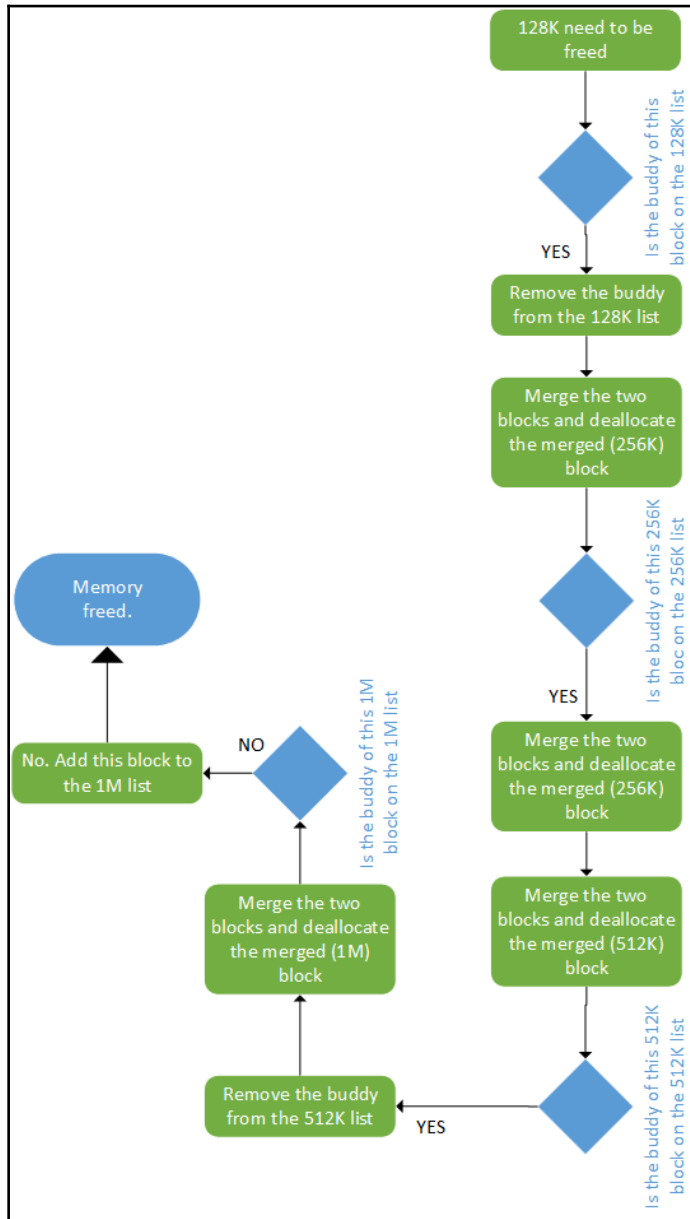 128K need to be
freed
Is the buddy of this
block on the 128K list
YES
Remove the buddy
from the 128K list
Merge the two
blocks and deallocate
the merged (256K)
block
Is the buddy of this 256K
bloc on the 256K list
YES
Merge the two
blocks and deallocate
the merged (256K)
block
Merge the two
blocks and deallocate
the merged (512K)
block
Is the buddy of this 512K
block on the 512K list
YES
Remove the buddy
from the 512K list
Merge the two
blocks and deallocate
the merged (1M)
block
Is the buddy of this 1M
block on the 1M list
NO
No. Add this block to
the 1M list
Memory
freed.